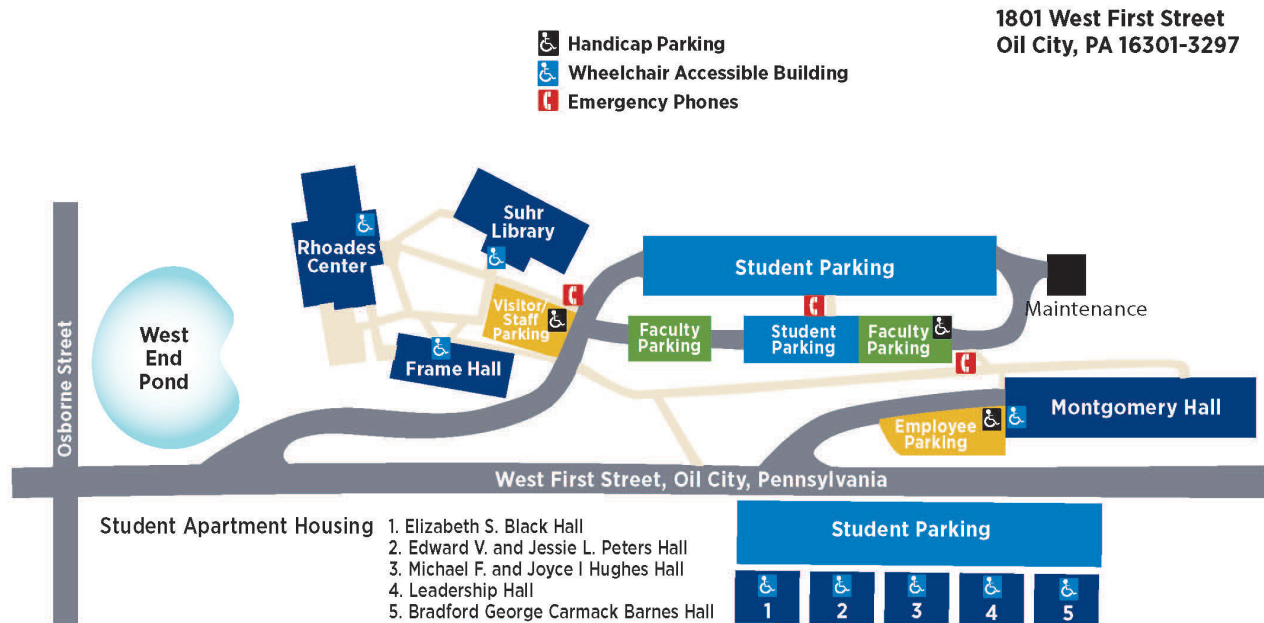 1801 West First Street
Oil City, PA 16301-3297
Handicap Parking
Wheelchair Accessible Building
Emergency Phones
Suhr
Library
Rhoades
Center
Student Parking
Maintenance
Visitor/
Staff
Parking
Faculty
Parking
Student
Parking
Faculty
Parking
West
End
Pond
Osborne Street
Frame Hall
Montgomery Hall
Employee
Parking
West First Street, Oil City, Pennsylvania
Student Apartment Housing
1. Elizabeth S. Black Hall
2. Edward V. and Jessie L. Peters Hall
3. Michael F. and Joyce I Hughes Hall
4. Leadership Hall
5. Bradford George Carmack Barnes Hall
Student Parking
1
2
3
4
5